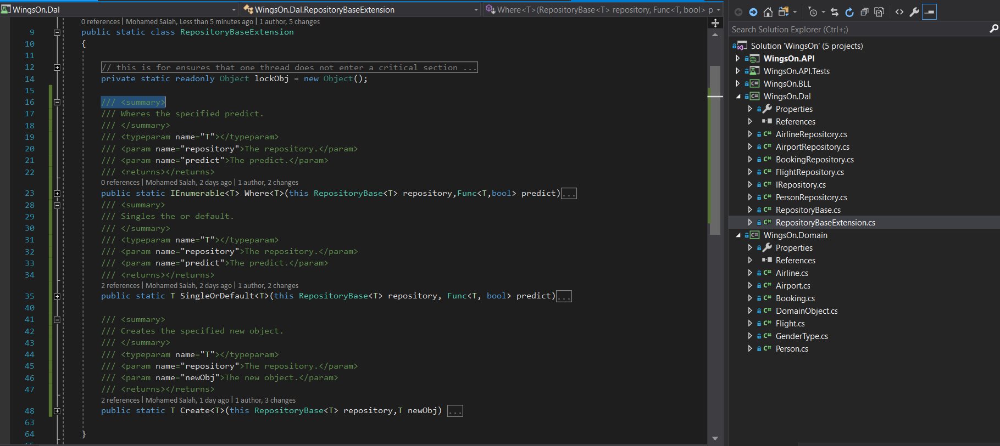 WingsOn.Dal
WingsOn.Dal.RepositoryBaseExtension
Where<T>(RepositoryBase<T> repository, Func<T, bool> p
0 references | Mohamed Salah, Less than 5 minutes ago | 1 author, 5 changes
9 public static class RepositoryBaseExtension
10 {
11
12 // this is for ensures that one thread does not enter a critical section ...
14 private static readonly Object lockObj = new Object();
15
16 /// <summary>
17 /// Wheres the specified predict.
18 /// </summary>
19 /// <typeparam name="T"></typeparam>
20 /// <param name="repository">The repository.</param>
21 /// <param name="predict">The predict.</param>
22 /// <returns></returns>
0 references | Mohamed Salah, 2 days ago | 1 author, 2 changes
23 public static IEnumerable<T> Where<T>(this RepositoryBase<T> repository,Func<T,bool> predict)...
28 /// <summary>
29 /// Singles the or default.
30 /// </summary>
31 /// <typeparam name="T"></typeparam>
32 /// <param name="repository">The repository.</param>
33 /// <param name="predict">The predict.</param>
34 /// <returns></returns>
2 references | Mohamed Salah, 2 days ago | 1 author, 2 changes
35 public static T SingleOrDefault<T>(this RepositoryBase<T> repository, Func<T, bool> predict)...
40
41 /// <summary>
42 /// Creates the specified new object.
43 /// </summary>
44 /// <typeparam name="T"></typeparam>
45 /// <param name="repository">The repository.</param>
46 /// <param name="newObj">The new object.</param>
47 /// <returns></returns>
2 references | Mohamed Salah, 1 day ago | 1 author, 3 changes
48 public static T Create<T>(this RepositoryBase<T> repository,T newObj) ...
63
64 }
Search Solution Explorer (Ctrl+;)
Solution 'WingsOn' (5 projects)
WingsOn.API
WingsOn.API.Tests
C# WingsOn.BLL
C# WingsOn.Dal
Properties
References
C# AirlineRepository.cs
C# AirportRepository.cs
C# BookingRepository.cs
C# FlightRepository.cs
C# IRepository.cs
C# PersonRepository.cs
C# RepositoryBase.cs
C# RepositoryBaseExtension.cs
C# WingsOn.Domain
Properties
References
C# Airline.cs
C# Airport.cs
C# Booking.cs
C# DomainObject.cs
C# Flight.cs
C# GenderType.cs
C# Person.cs